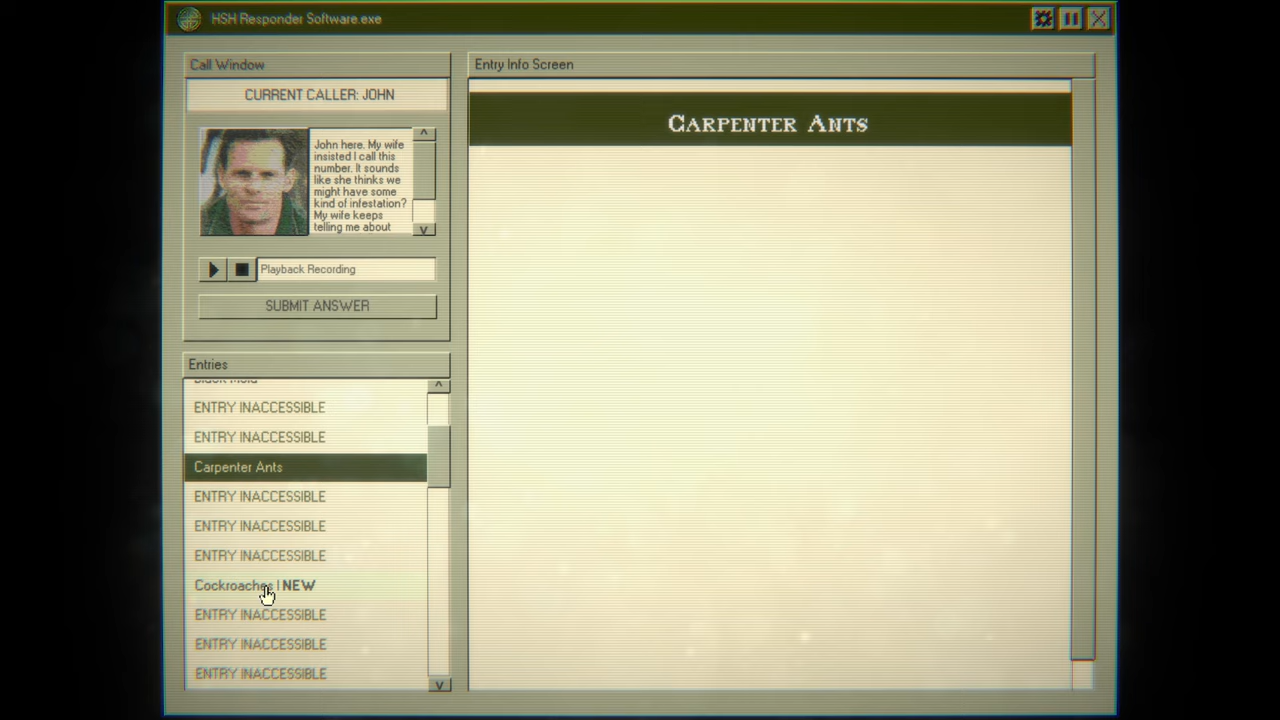 HSH Responder Software.exe
Call Window
CURRENT CALLER: JOHN
John here. My wife
insisted I call this
number. It sounds
like she thinks we
might have some
kind of infestation?
My wife keeps
telling me about
Playback Recording
SUBMIT ANSWER
Entries
Black Mold
ENTRY INACCESSIBLE
ENTRY INACCESSIBLE
Carpenter Ants
ENTRY INACCESSIBLE
ENTRY INACCESSIBLE
ENTRY INACCESSIBLE
Cockroaches | NEW
ENTRY INACCESSIBLE
ENTRY INACCESSIBLE
ENTRY INACCESSIBLE
Entry Info Screen
Carpenter Ants